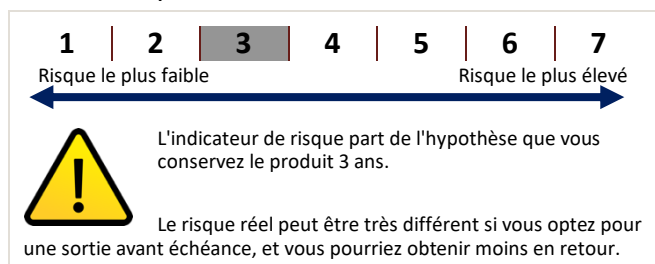 1 2 3 4 5 6 7
Risque le plus faible Risque le plus élevé
L'indicateur de risque part de l'hypothèse que vous
conservez le produit 3 ans.
Le risque réel peut être très différent si vous optez pour
une sortie avant échéance, et vous pourriez obtenir moins en retour.